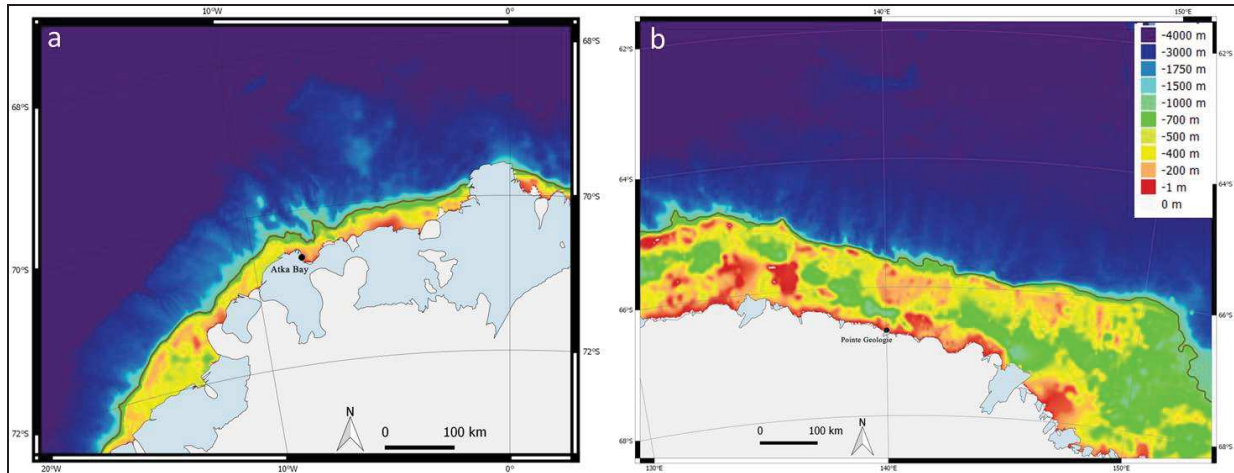 10°W
0°
a
68°S
68°S
70°S
70°S
72°S
72°S
Atka Bay
N
0 100 km
20°W
10°W
0°
140°E
150°E
b
62°S
62°S
64°S
64°S
66°S
66°S
68°S
68°S
-4000 m
-3000 m
-1750 m
-1500 m
-1000 m
-700 m
-500 m
-400 m
-200 m
-1 m
0 m
Pointe Geologie
N
0 100 km
130°E
140°E
150°E